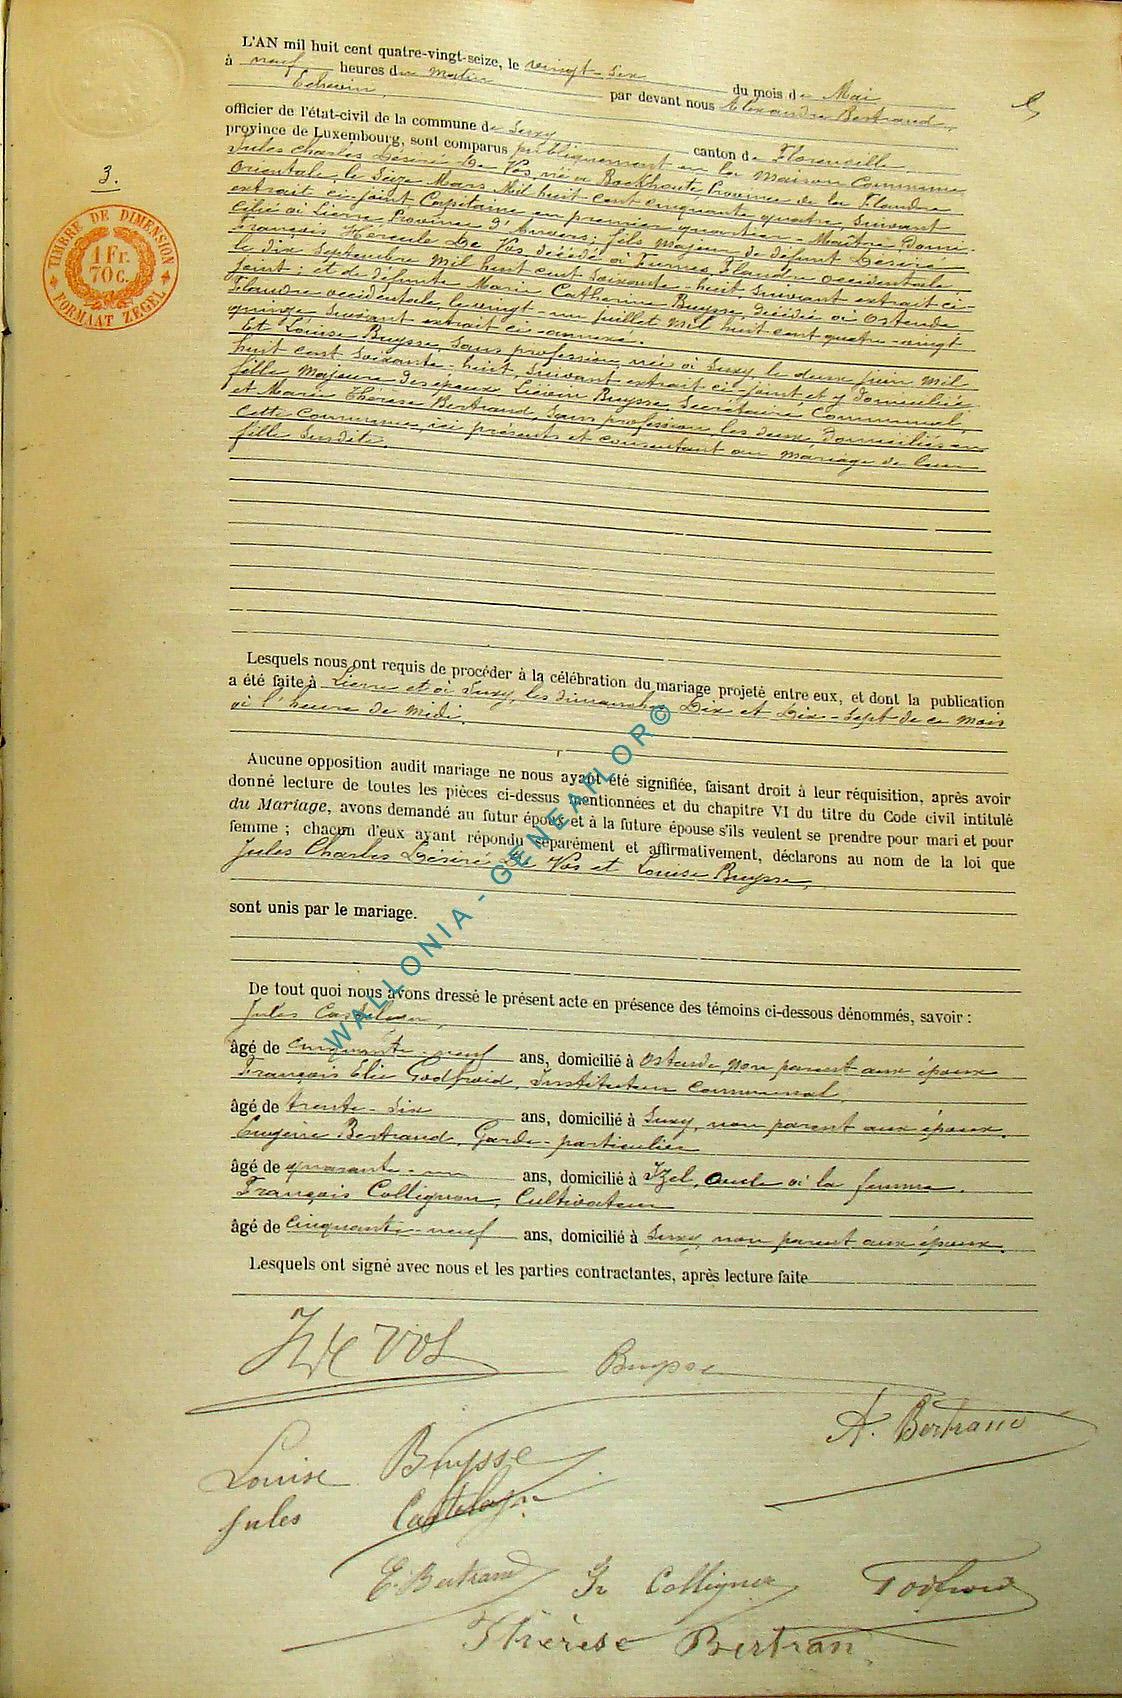 L'AN mil huit cent quatre-vingt-seize, le vingt-six du mois de Mai
à neuf heures du matin par devant nous Alexandre Bertrand,
Echevin,
officier de l'état-civil de la commune de Suxy canton de Florenville
province de Luxembourg, sont comparus publiquement en la Maison Commune
Jules Charles Désiré De Vos, né à Bockhoute, Province de la Flandre
Orientale, le Seize Mars Mil huit cent cinquante quatre suivant
extrait ci-joint Capitaine en premier quartier-Maître domi-
cilié à Lierre Province d'Anvers; fils majeur de défunt Désiré
François Hercule De Vos, décédé à Furnes, Flandre occidentale,
le dix Septembre mil huit cent soixante-huit, suivant extrait ci-
joint; et de défunte Marie Catherine Buysse, décédée à Ostende
Flandre occidentale, le vingt-un juillet mil huit cent quatre-vingt
quinze suivant extrait ci-annexé.
Et Louise Buysse, sans profession, née à Suxy le deux juin mil
huit cent soixante-huit, suivant extrait ci-joint, et y domiciliée
fille Majeure des époux Liévin Buysse, Secrétaire Communal,
et Marie Thérèse Bertrand, sans profession, les deux domiciliés en
cette Commune, ici présents et consentant au mariage de leur
fille susdite.
Lesquels nous ont requis de procéder à la célébration du mariage projeté entre eux, et dont la publication
a été faite à Lierre et à Suxy, les dimanches Dix et Dix-sept de ce mois
à l'heure de midi.
Aucune opposition audit mariage ne nous ayant été signifiée, faisant droit à leur réquisition, après avoir
donné lecture de toutes les pièces ci-dessus mentionnées et du chapitre VI du titre du Code civil intitulé
du Mariage, avons demandé au futur époux et à la future épouse s'ils veulent se prendre pour mari et pour
femme ; chacun d'eux ayant répondu séparément et affirmativement, déclarons au nom de la loi que
Jules Charles Désiré De Vos et Louise Buysse,
sont unis par le mariage.
De tout quoi nous avons dressé le présent acte en présence des témoins ci-dessous dénommés, savoir :
Jules
âgé de cinquante-neuf ans, domicilié à Ostende, non parent aux époux
François Elie Godfroid, Instituteur communal,
âgé de trente-six ans, domicilié à Suxy, non parent aux époux.
Eugène Bertrand, Garde-particulier
âgé de quarante-un ans, domicilié à Izel, oncle à la femme.
François Collignon, Cultivateur
âgé de cinquante-neuf ans, domicilié à Suxy, non parent aux époux.
Lesquels ont signé avec nous et les parties contractantes, après lecture faite
3.
TIMBRE DE DIMENSION
1 Fr.
70 c.
FORMAAT ZEGEL
WALLONIA - GENEAFLOR©
De Vos
Buysse
A. Bertrand
Louise Buysse
Jules
E. Bertrand Collignon Godfroid
Thérèse Bertran